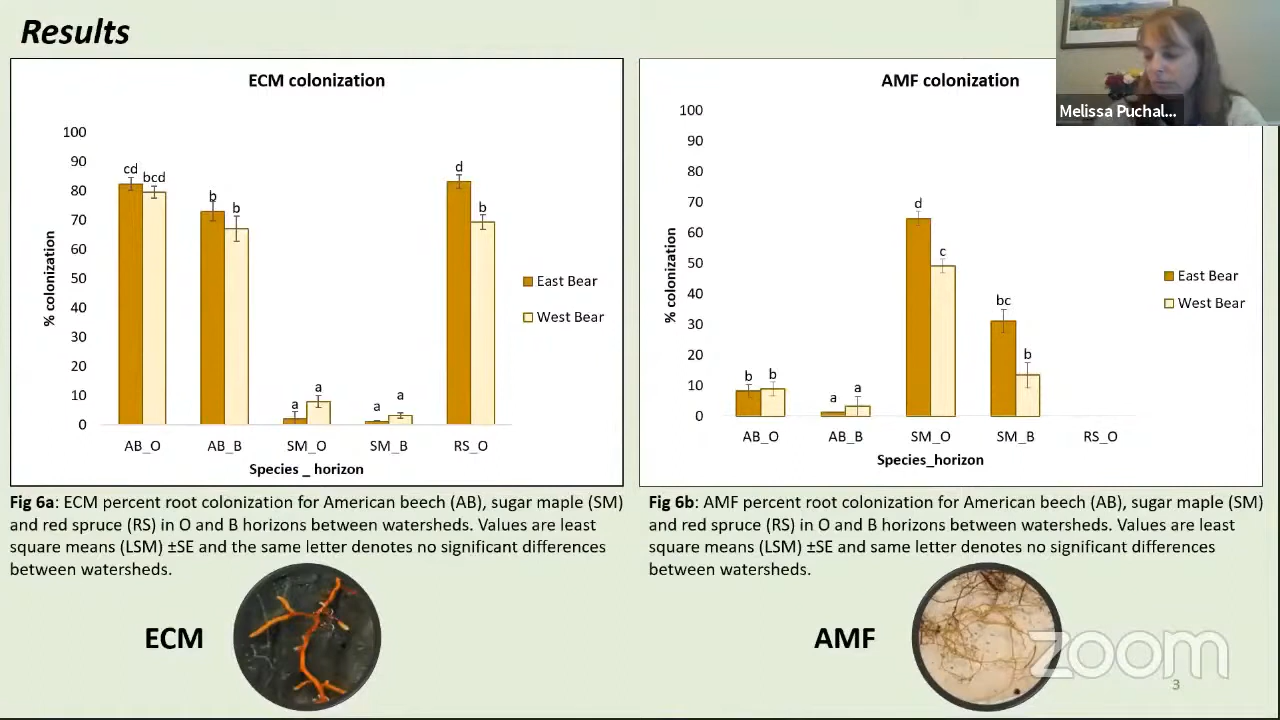 Results
ECM colonization
100
90
80
70
60
50
40
30
20
10
0
% colonization
cd
bcd
b
b
a
a
a
a
d
b
AB_O
AB_B
SM_O
SM_B
RS_O
Species _ horizon
East Bear
West Bear
AMF colonization
100
90
80
70
60
50
40
30
20
10
0
% colonization
b
b
a
a
d
c
bc
b
AB_O
AB_B
SM_O
SM_B
RS_O
Species_horizon
East Bear
West Bear
Melissa Puchal...
Fig 6a: ECM percent root colonization for American beech (AB), sugar maple (SM)
and red spruce (RS) in O and B horizons between watersheds. Values are least
square means (LSM) ±SE and the same letter denotes no significant differences
between watersheds.
Fig 6b: AMF percent root colonization for American beech (AB), sugar maple (SM)
and red spruce (RS) in O and B horizons between watersheds. Values are least
square means (LSM) ±SE and same letter denotes no significant differences
between watersheds.
ECM
AMF
zoom
3